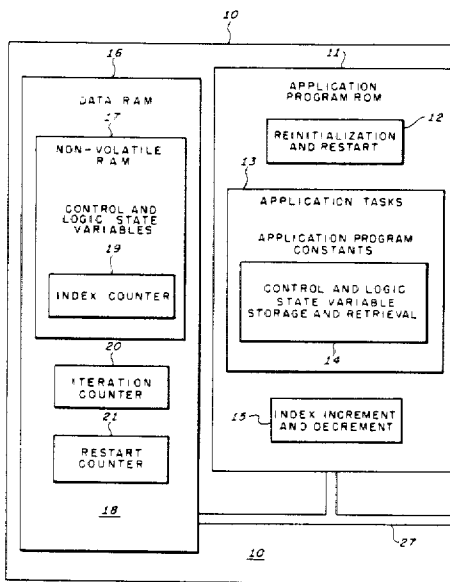 10
16
DATA RAM
17
NON-VOLATILE
RAM
CONTROL AND
LOGIC STATE
VARIABLES
19
INDEX COUNTER
20
ITERATION
COUNTER
21
RESTART
COUNTER
18
11
APPLICATION
PROGRAM ROM
12
REINITIALIZATION
AND RESTART
13
APPLICATION TASKS
APPLICATION PROGRAM
CONSTANTS
CONTROL AND LOGIC
STATE VARIABLE
STORAGE AND RETRIEVAL
14
15
INDEX INCREMENT
AND DECREMENT
10
27